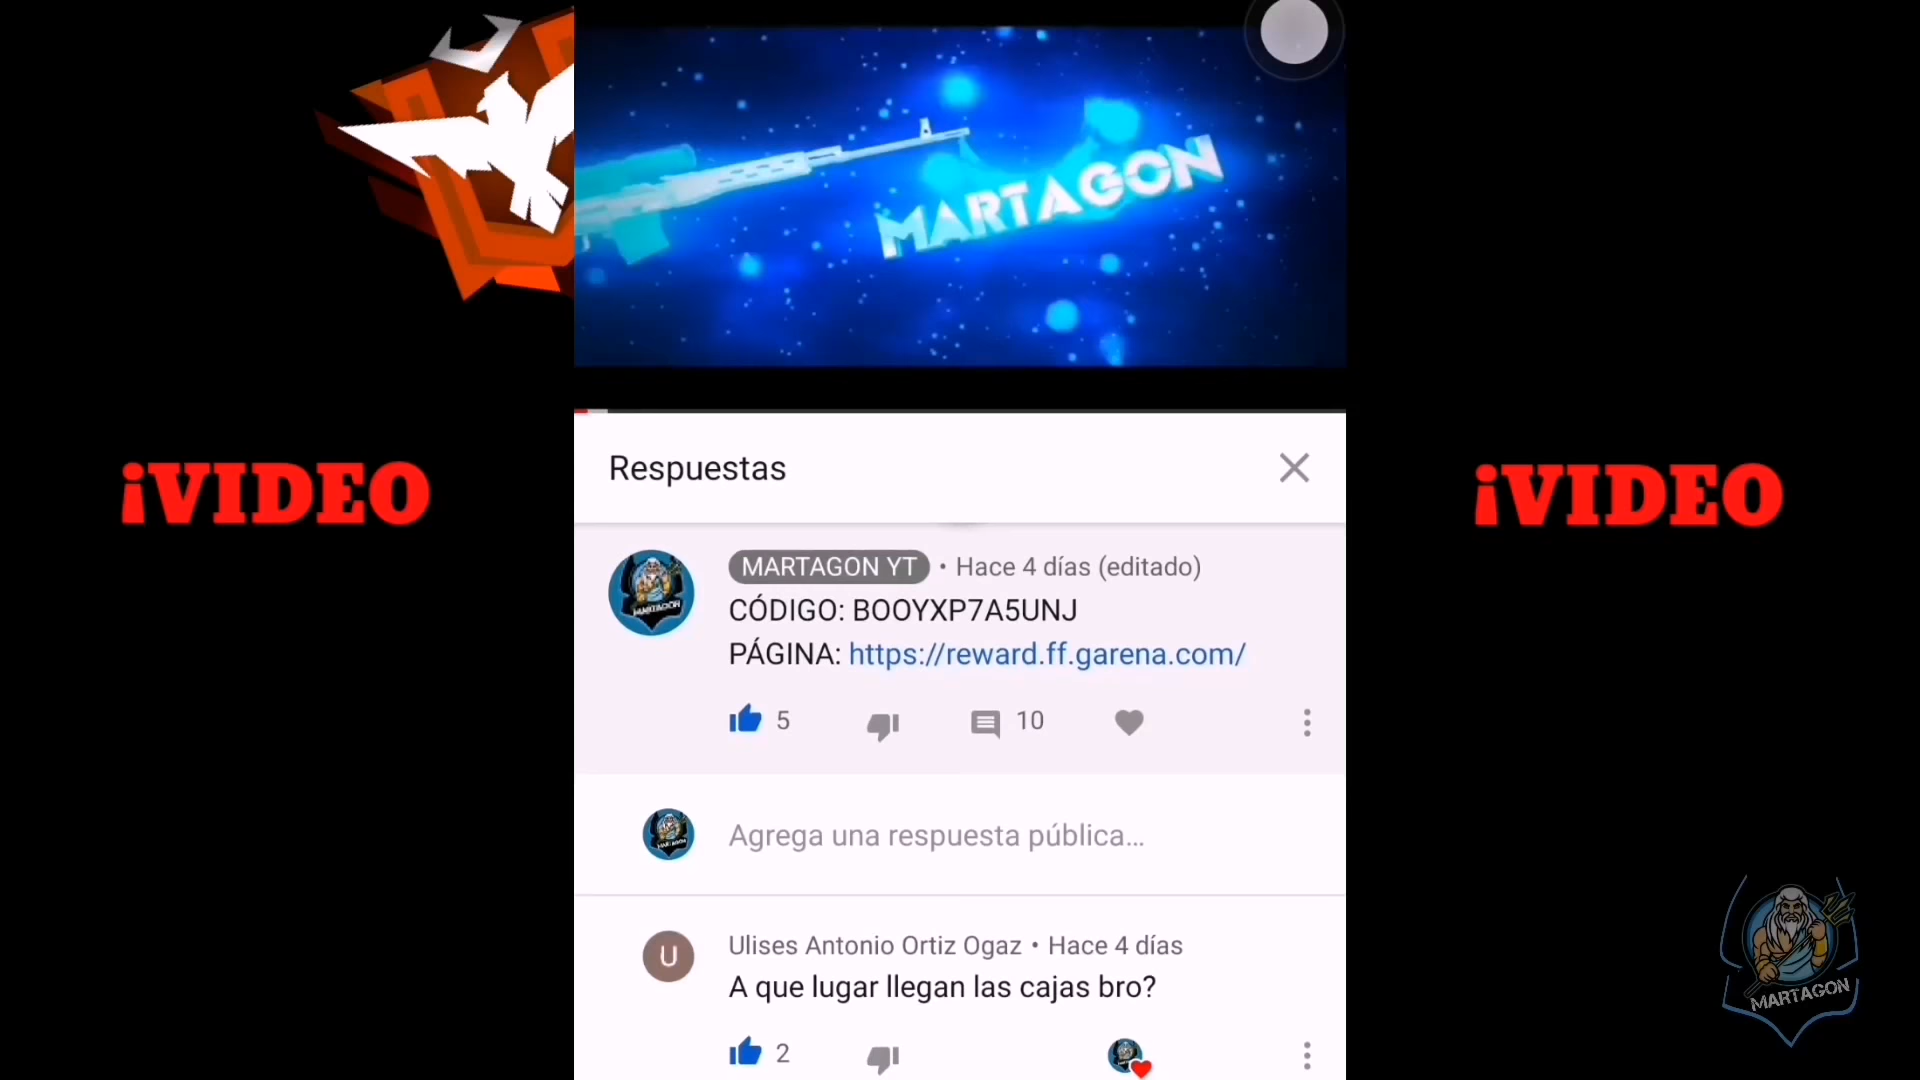 MARTAGON
¡VIDEO
¡VIDEO
Respuestas
MARTAGON YT • Hace 4 días (editado)
CÓDIGO: BOOYXP7A5UNJ
PÁGINA: https://reward.ff.garena.com/
5
10
Agrega una respuesta pública...
U
Ulises Antonio Ortiz Ogaz • Hace 4 días
A que lugar llegan las cajas bro?
2
MARTAGON